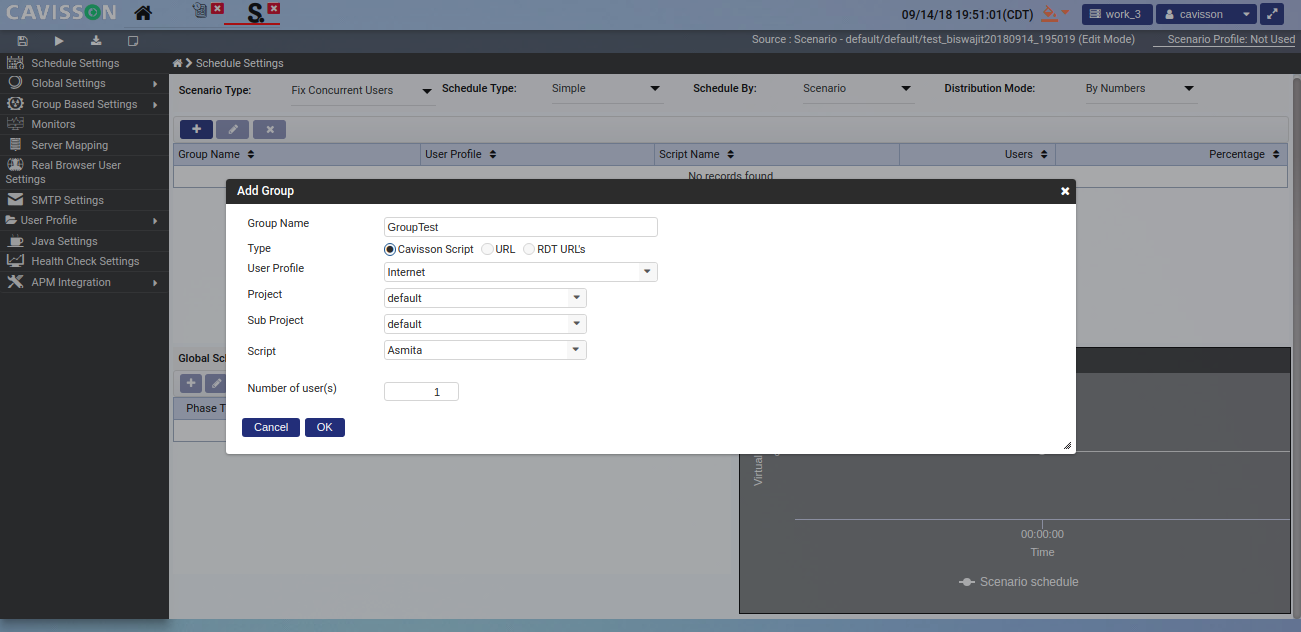 CAVISSON
S.
09/14/18 19:51:01(CDT)
work_3
cavisson
Source : Scenario - default/default/test_biswajit20180914_195019 (Edit Mode)
Scenario Profile: Not Used
Schedule Settings
Global Settings
Group Based Settings
Monitors
Server Mapping
Real Browser User
Settings
SMTP Settings
User Profile
Java Settings
Health Check Settings
APM Integration
Schedule Settings
Scenario Type:
Fix Concurrent Users
Schedule Type:
Simple
Schedule By:
Scenario
Distribution Mode:
By Numbers
Group Name
User Profile
Script Name
Users
Percentage
No records found
Add Group
Group Name
GroupTest
Type
Cavisson Script
URL
RDT URL's
User Profile
Internet
Project
default
Sub Project
default
Script
Asmita
Number of user(s)
1
Cancel
OK
Global Sc
Phase T
Virtual
00:00:00
Time
Scenario schedule